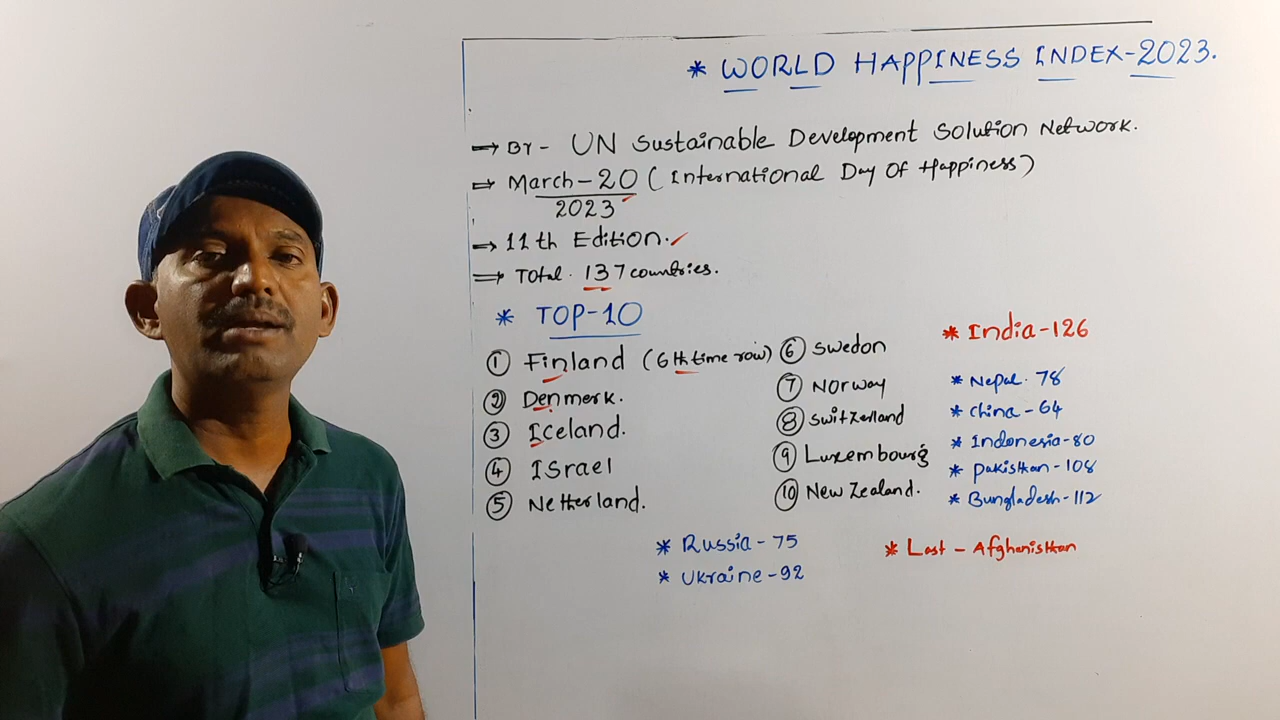 * WORLD HAPPINESS INDEX-2023.
→ BY - UN Sustainable Development Solution Network.
⇒ March-20 (International Day Of Happiness)
2023
→ 11th Edition. ✓
⇒ Total. 137 countries.
* TOP-10
① Finland (6th time row)
② Denmerk.
③ Iceland.
④ ISrael
⑤ Netherland.
⑥ Swedon
⑦ Norway
⑧ Switzerland
⑨ Luxembourg
⑩ New Zealand.
* India-126
* Nepal. 78
* China-64
* Indonesia-80
* Pakisthan-108
* Bungladesh-112
* Russia-75
* Ukraine-92
* Last - Afghanisthan